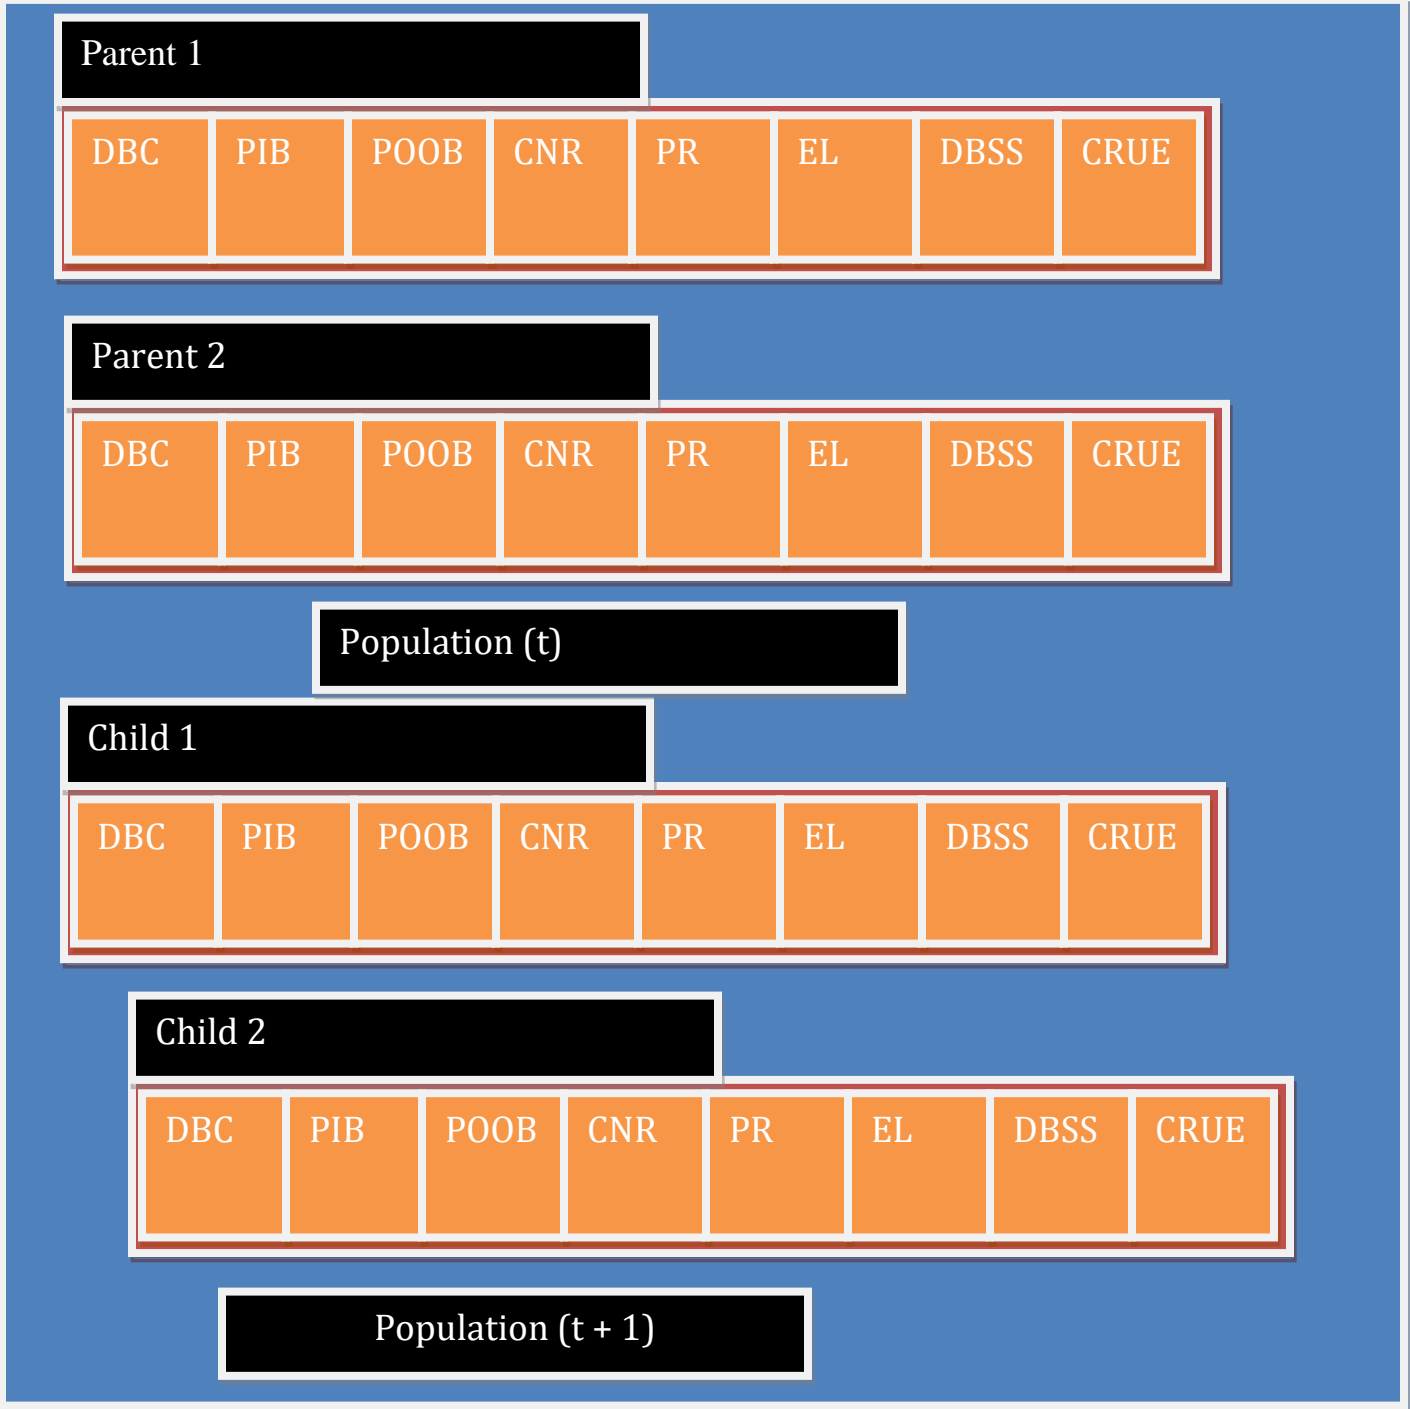 Parent 1
DBC PIB POOB CNR PR EL DBSS CRUE
Parent 2
DBC PIB POOB CNR PR EL DBSS CRUE
Population (t)
Child 1
DBC PIB POOB CNR PR EL DBSS CRUE
Child 2
DBC PIB POOB CNR PR EL DBSS CRUE
Population (t + 1)